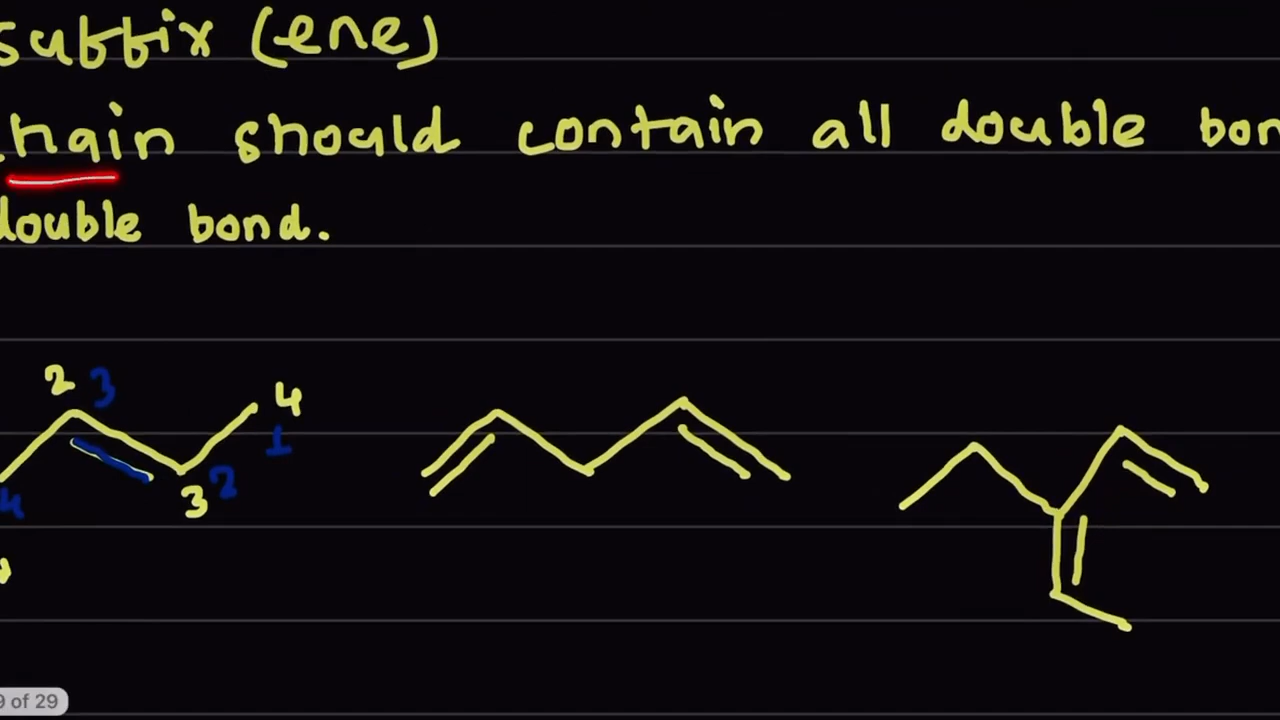 suffix (ene)
hain should contain all double bon
double bond.
2 3 4
1
4 3 2
9 of 29